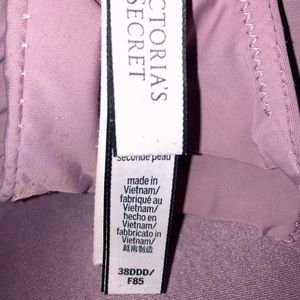 CTORIA'S
SECRET
seconde peau
made in
Vietnam/
fabriqué au
Vietnam/
hecho en
Vietnam/
fabbricato in
Vietnam/
越南制造
38DDD/
F85